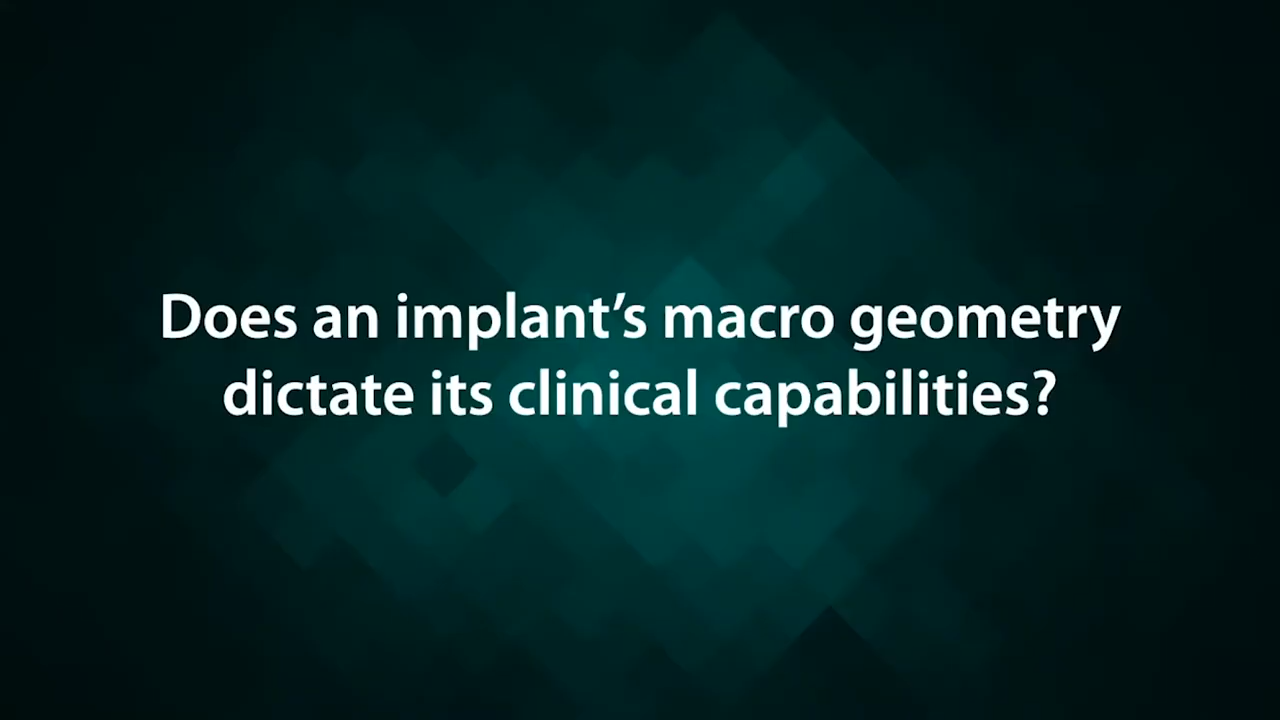 Does an implant’s macro geometry
dictate its clinical capabilities?